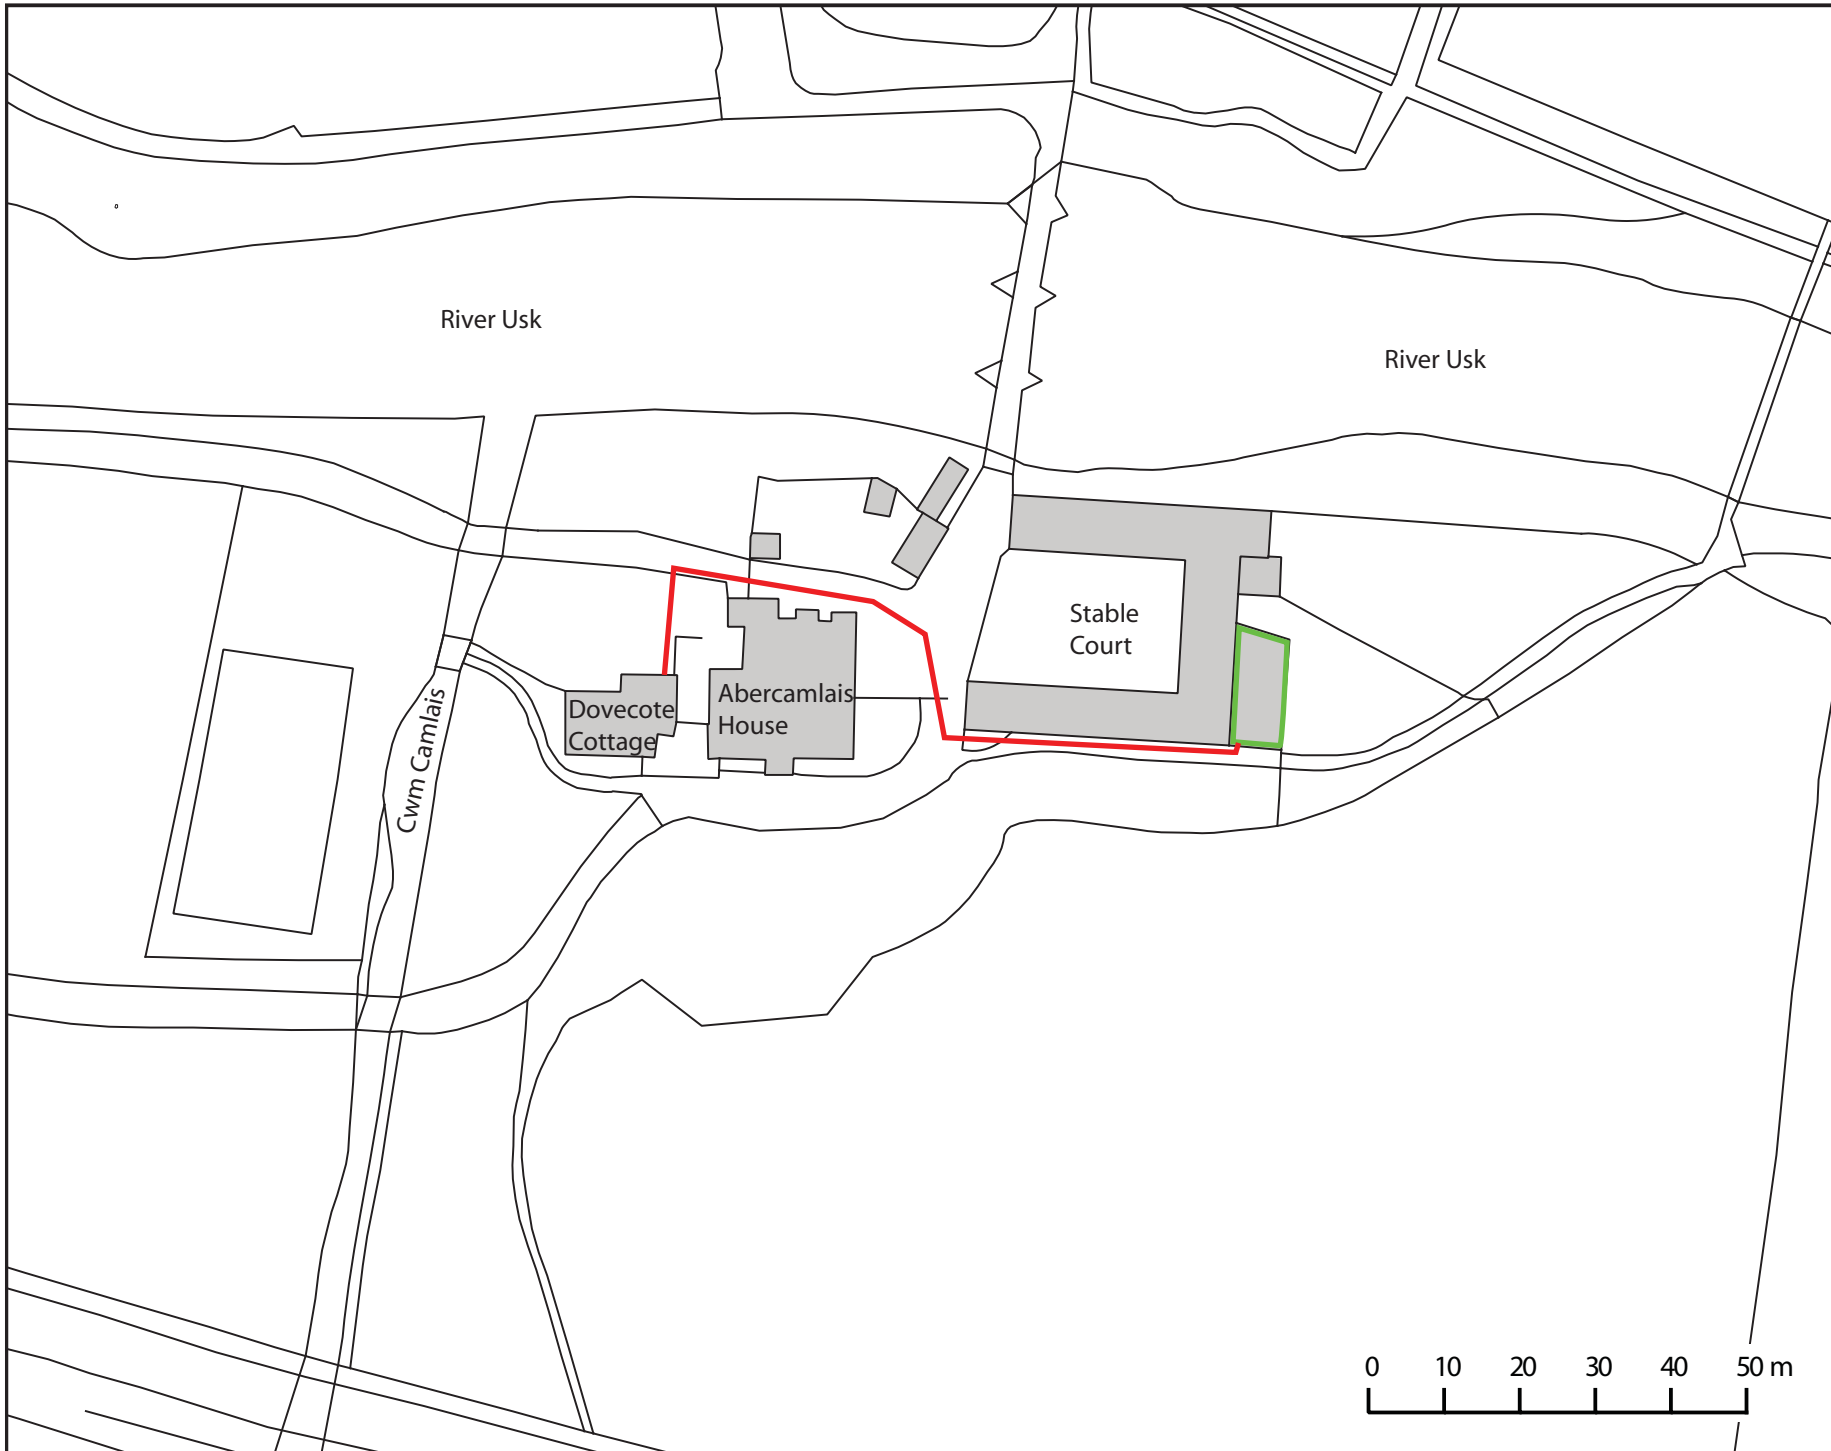 River Usk
River Usk
Stable
Court
Abercamlais
House
Dovecote
Cottage
Cwm Camlais
0 10 20 30 40 50 m